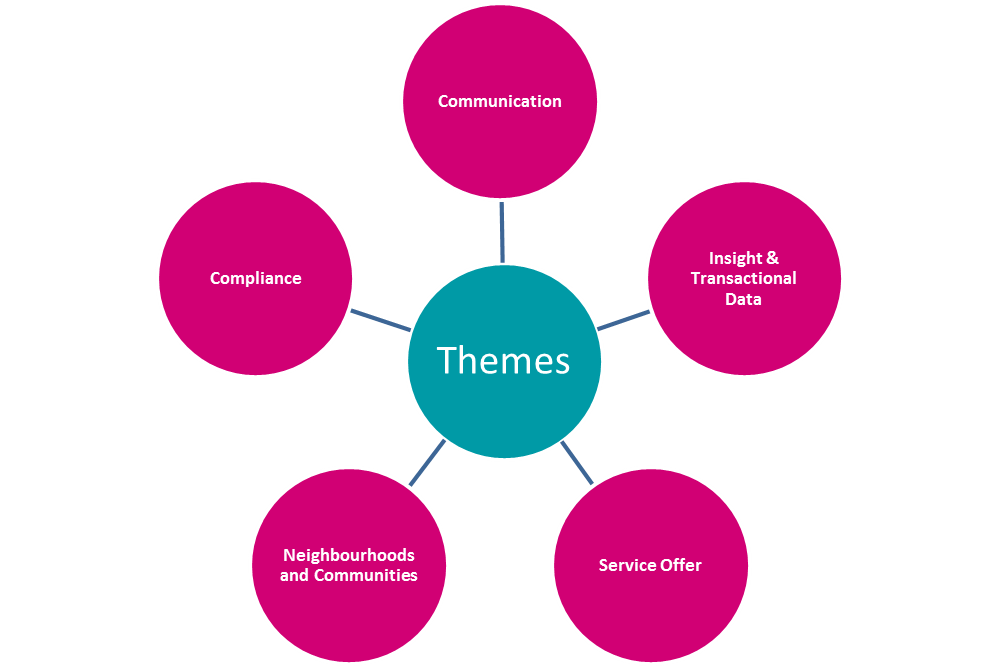 Communication
Compliance
Insight &
Transactional
Data
Themes
Neighbourhoods
and Communities
Service Offer